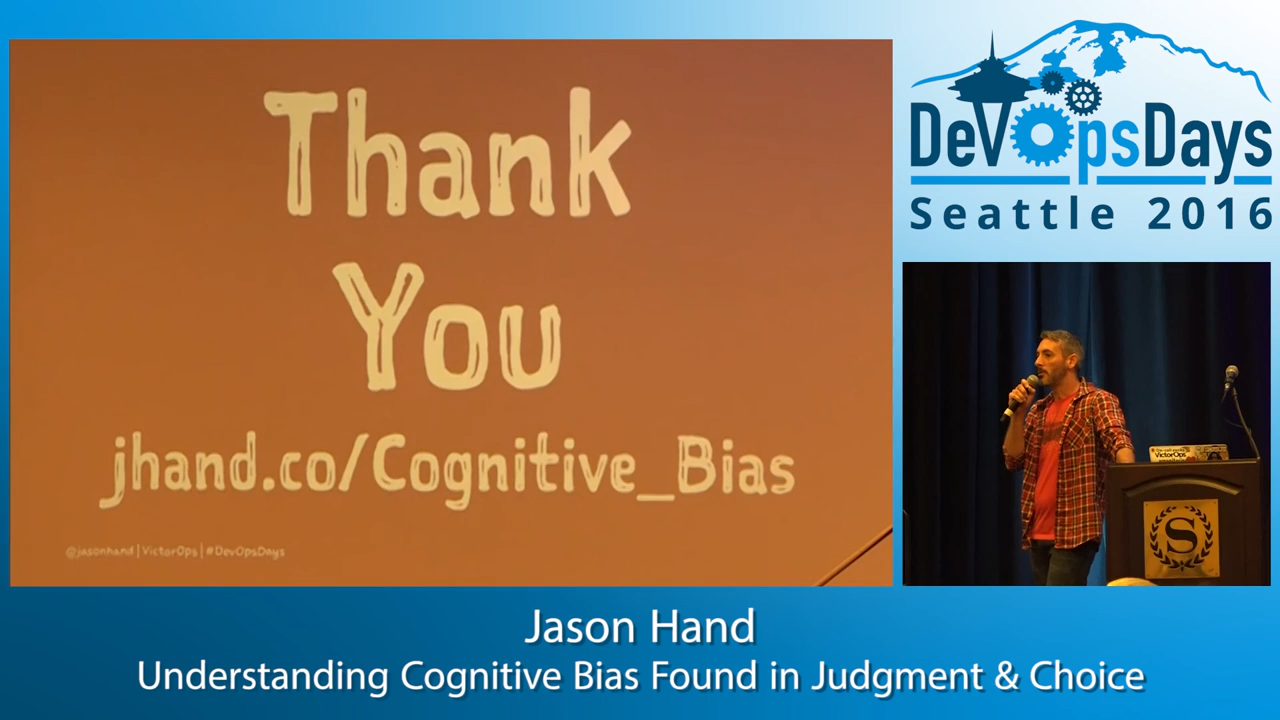 Thank
You
jhand.co/Cognitive_Bias
@jasonhand | VictorOps | #DevOpsDays
DevOpsDays
Seattle 2016
VictorOps
S
Jason Hand
Understanding Cognitive Bias Found in Judgment & Choice